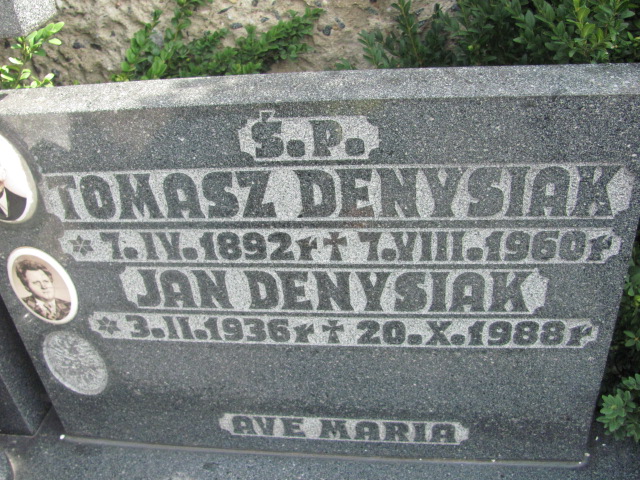 Ś.P.
TOMASZ DENYSIAK
* 7.IV.1892r ✝ 7.VIII.1960r
JAN DENYSIAK
* 3.II.1936r ✝ 20.X.1988r
AVE MARIA